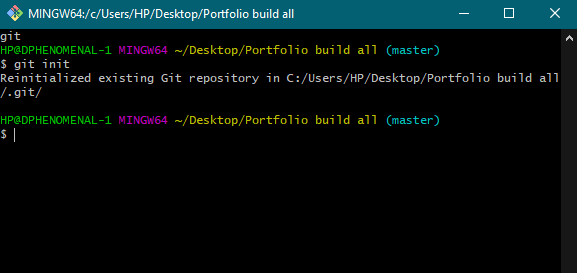 MINGW64:/c/Users/HP/Desktop/Portfolio build all
git
HP@DPHENOMENAL-1 MINGW64 ~/Desktop/Portfolio build all (master)
$ git init
Reinitialized existing Git repository in C:/Users/HP/Desktop/Portfolio build all
/.git/
HP@DPHENOMENAL-1 MINGW64 ~/Desktop/Portfolio build all (master)
$